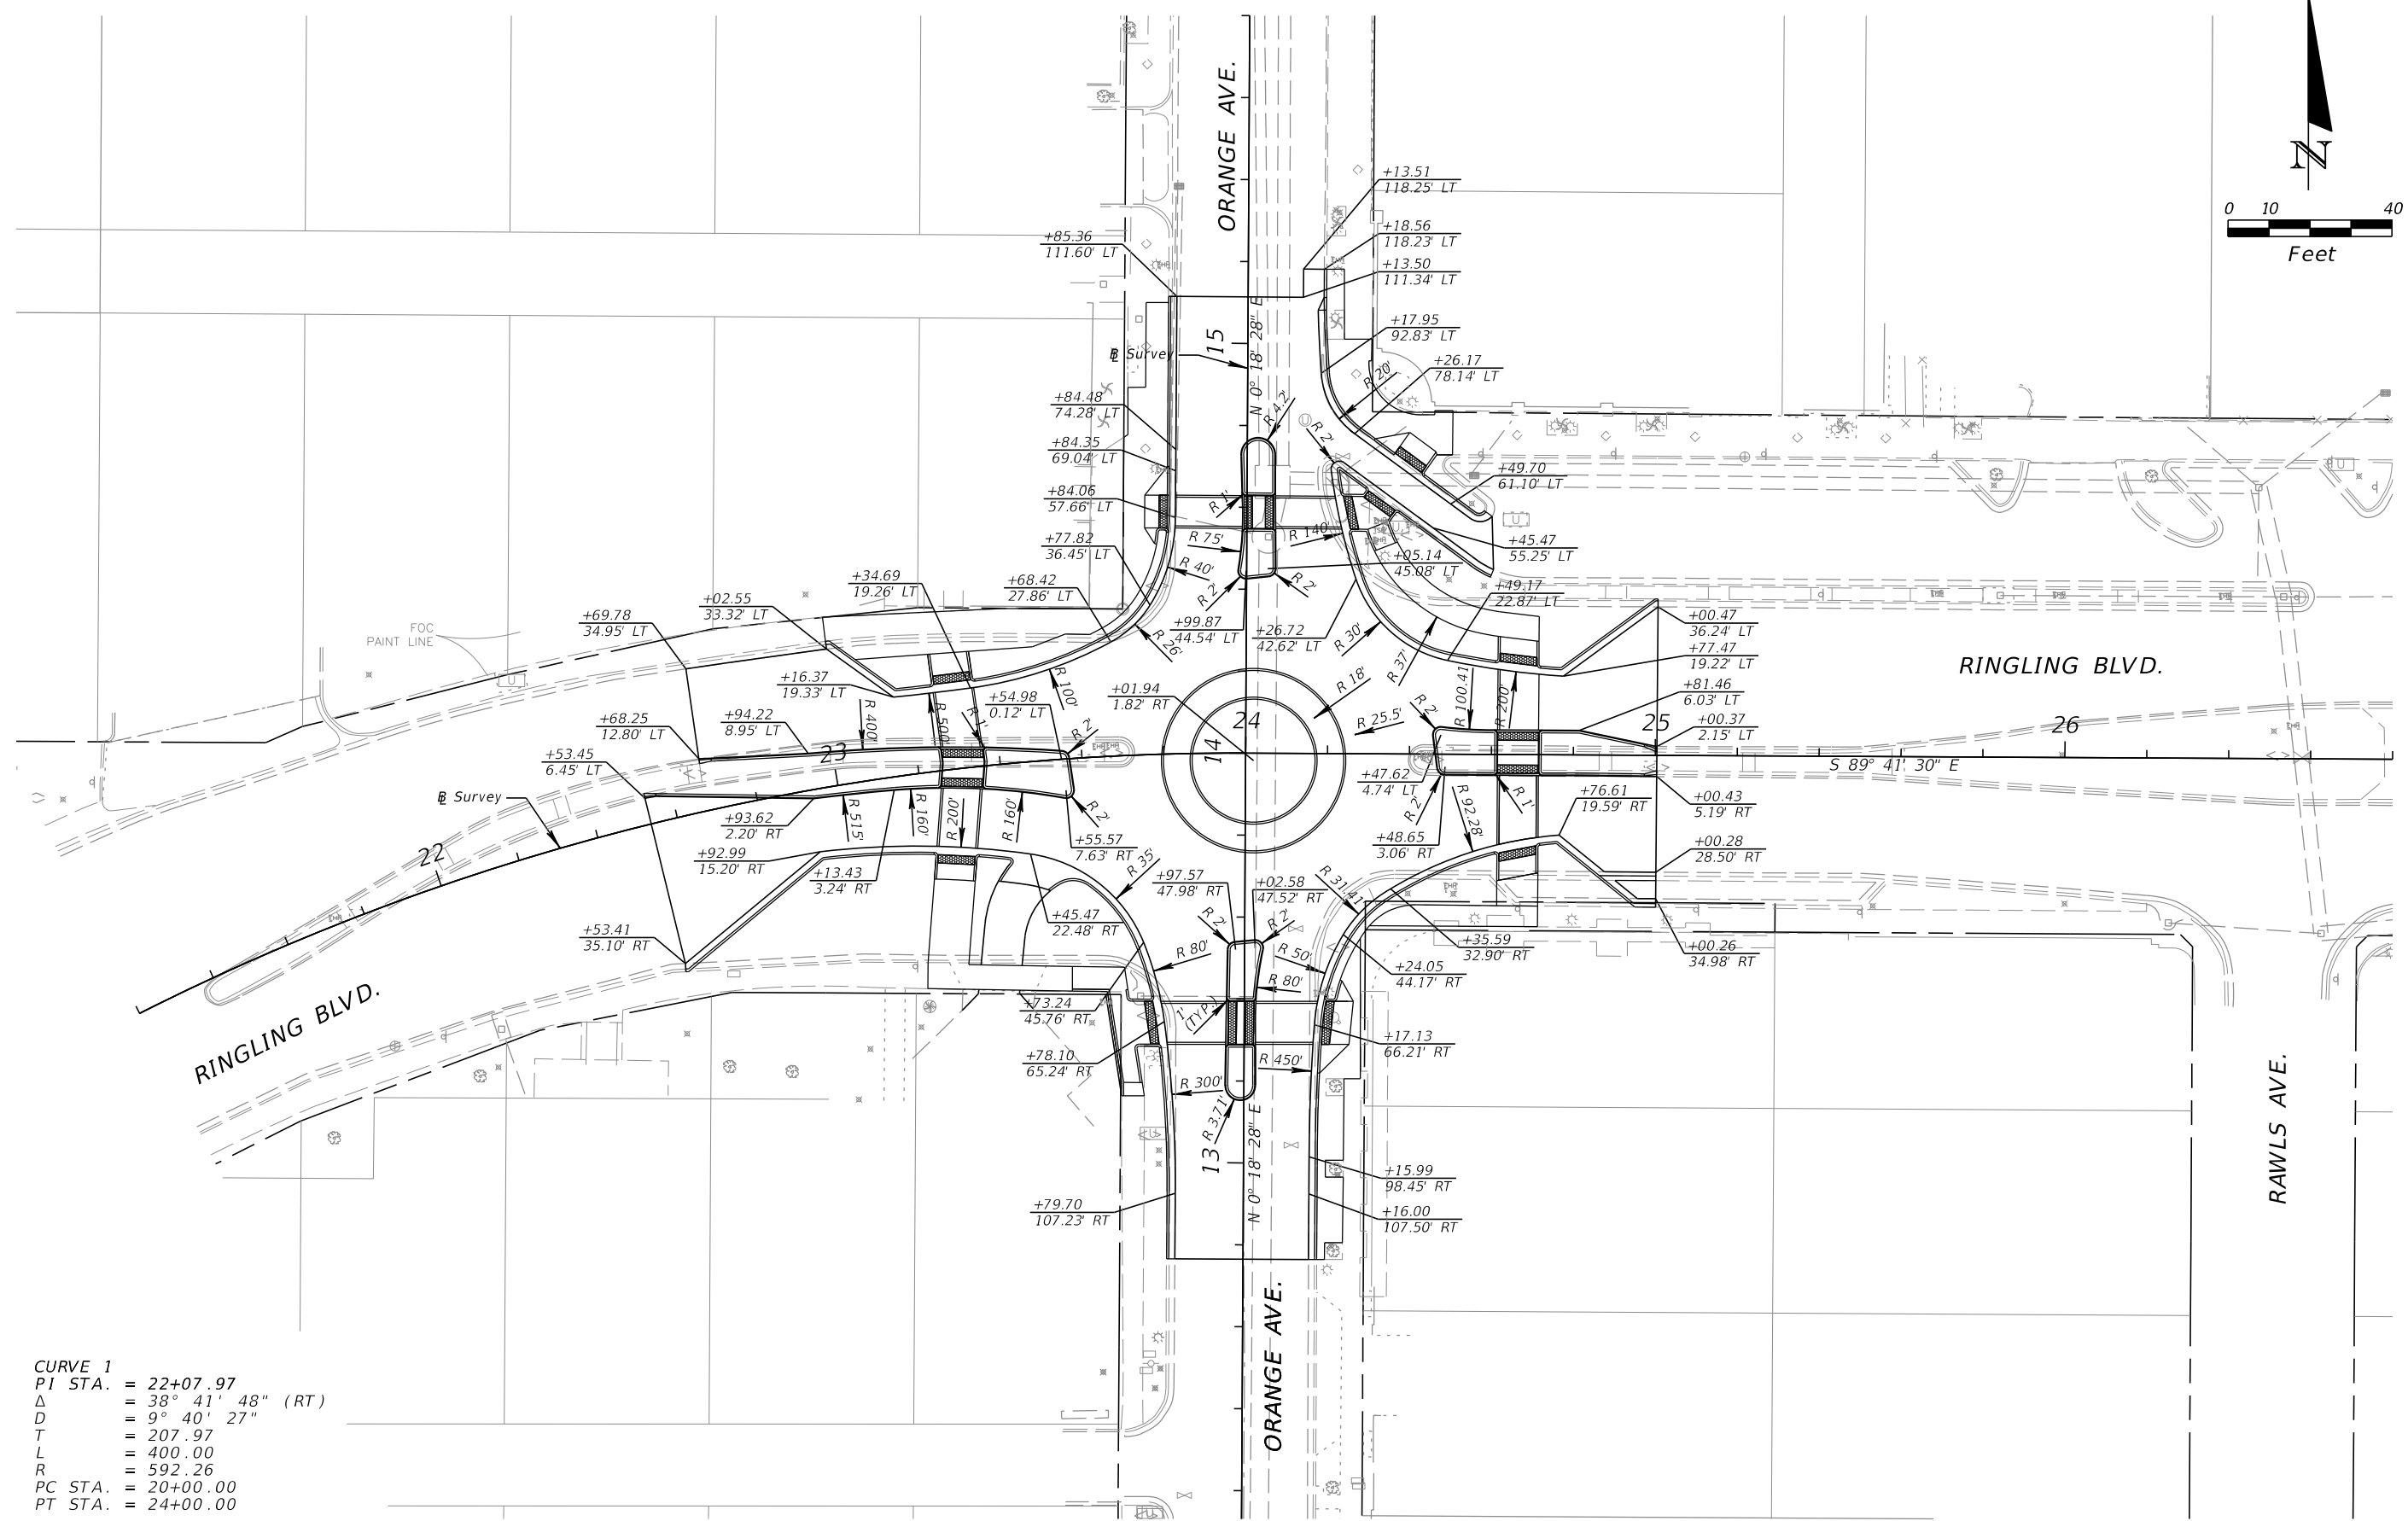 ORANGE AVE.
N
0 10 40
Feet
+13.51
118.25' LT
+18.56
118.23' LT
+85.36
111.60' LT
+13.50
111.34' LT
N 0° 18' 28" E
15
+17.95
92.83' LT
BL Survey
+26.17
78.14' LT
R 20'
R 4.2'
+84.48
74.28' LT
R 2'
+84.35
69.04' LT
+49.70
61.10' LT
+84.06
57.66' LT
R 1'
R 140'
R 75'
+77.82
36.45' LT
+45.47
55.25' LT
+05.14
45.08' LT
R 40'
R 2'
R 2'
+34.69
19.26' LT
+68.42
27.86' LT
+49.17
22.87' LT
+02.55
33.32' LT
+69.78
34.95' LT
FOC
PAINT LINE
+99.87
44.54' LT
+26.72
42.62' LT
R 30'
R 26'
R 37'
+00.47
36.24' LT
+77.47
19.22' LT
RINGLING BLVD.
+16.37
19.33' LT
R 100'
R 18'
+54.98
0.12' LT
+01.94
1.82' RT
+81.46
6.03' LT
R 100.41'
R 200'
+68.25
12.80' LT
+94.22
8.95' LT
R 400'
R 500'
R 1'
R 2'
R 25.5'
R 2'
24
14
25
26
+00.37
2.15' LT
S 89° 41' 30" E
+53.45
6.45' LT
23
+47.62
4.74' LT
BL Survey
R 2'
R 2'
R 1'
+76.61
19.59' RT
+00.43
5.19' RT
+93.62
2.20' RT
R 515'
R 160'
R 200'
R 160'
R 92.28'
+55.57
7.63' RT
+48.65
3.06' RT
22
+92.99
15.20' RT
+13.43
3.24' RT
R 35'
+00.28
28.50' RT
+97.57
47.98' RT
+02.58
47.52' RT
R 31.41'
+45.47
22.48' RT
R 2'
R 2'
+53.41
35.10' RT
+35.59
32.90' RT
+00.26
34.98' RT
R 80'
R 50'
+24.05
44.17' RT
R 80'
RINGLING BLVD.
+73.24
45.76' RT
1'
(TYP.)
+17.13
66.21' RT
+78.10
65.24' RT
R 450'
R 300'
R 3.71'
N 0° 18' 28" E
13
+15.99
98.45' RT
+79.70
107.23' RT
+16.00
107.50' RT
RAWLS AVE.
ORANGE AVE.
CURVE 1
PI STA. = 22+07.97
Δ = 38° 41' 48" (RT)
D = 9° 40' 27"
T = 207.97
L = 400.00
R = 592.26
PC STA. = 20+00.00
PT STA. = 24+00.00